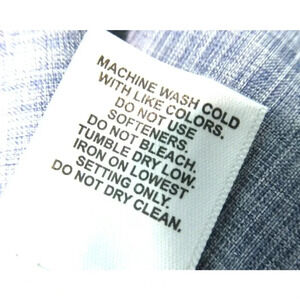 MACHINE WASH COLD
WITH LIKE COLORS.
DO NOT USE
SOFTENERS.
DO NOT BLEACH.
TUMBLE DRY LOW.
IRON ON LOWEST
SETTING ONLY.
DO NOT DRY CLEAN.